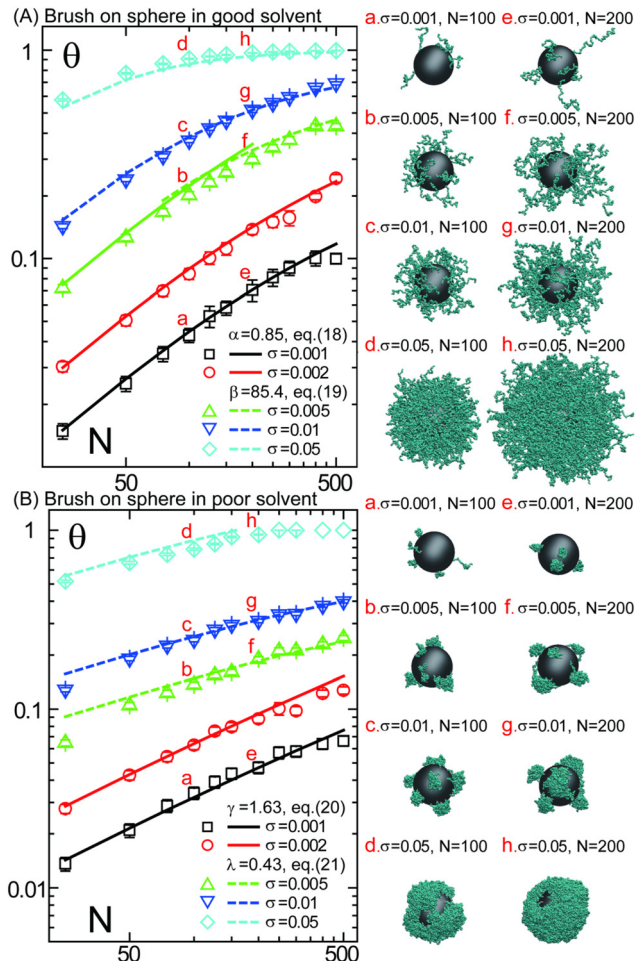 (A) Brush on sphere in good solvent
θ
d
h
g
c
f
b
e
a
α=0.85, eq.(18)
σ=0.001
σ=0.002
β=85.4, eq.(19)
σ=0.005
σ=0.01
σ=0.05
1
0.1
N
50
500
a.σ=0.001, N=100
e.σ=0.001, N=200
b.σ=0.005, N=100
f.σ=0.005, N=200
c.σ=0.01, N=100
g.σ=0.01, N=200
d.σ=0.05, N=100
h.σ=0.05, N=200
(B) Brush on sphere in poor solvent
θ
d
h
g
c
f
b
e
a
γ=1.63, eq.(20)
σ=0.001
σ=0.002
λ=0.43, eq.(21)
σ=0.005
σ=0.01
σ=0.05
1
0.1
0.01
N
50
500
a.σ=0.001, N=100
e.σ=0.001, N=200
b.σ=0.005, N=100
f.σ=0.005, N=200
c.σ=0.01, N=100
g.σ=0.01, N=200
d.σ=0.05, N=100
h.σ=0.05, N=200